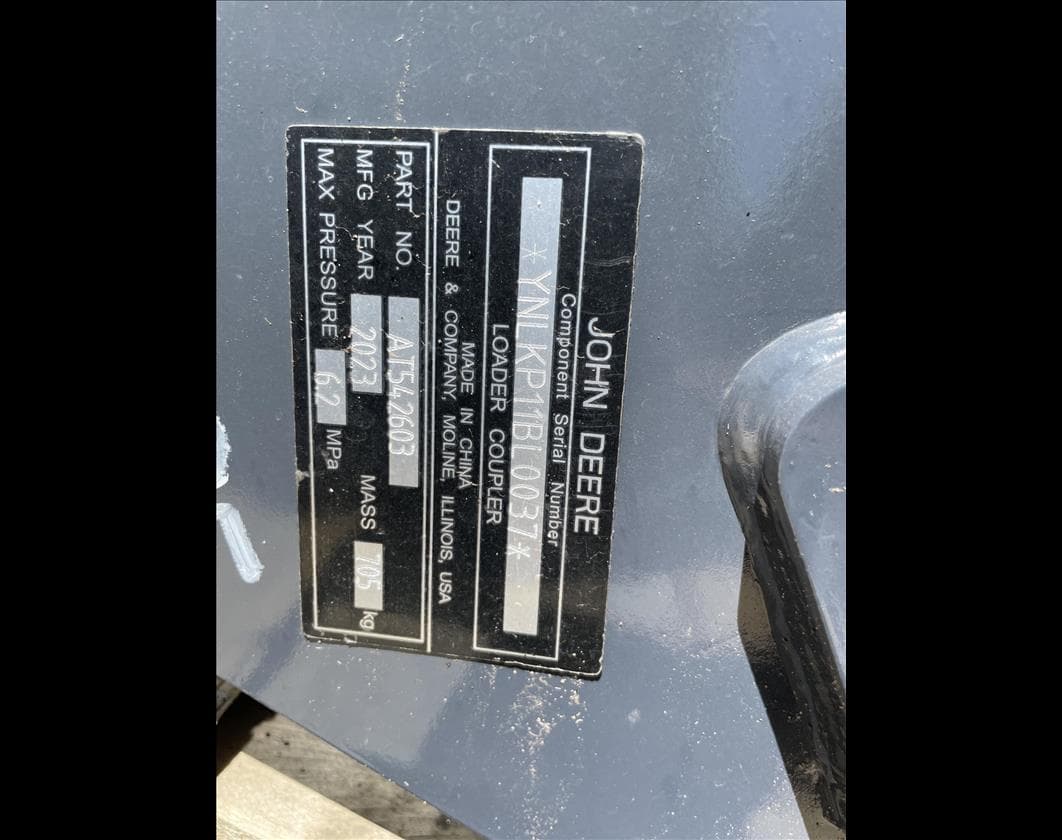 JOHN DEERE
Component Serial Number
*YNLKP11BL0037*
LOADER COUPLER
MADE IN CHINA
DEERE & COMPANY, MOLINE, ILLINOIS, USA
PART NO. AT542603
MFG YEAR 2023 MASS 705 kg
MAX PRESSURE 6.2 MPa